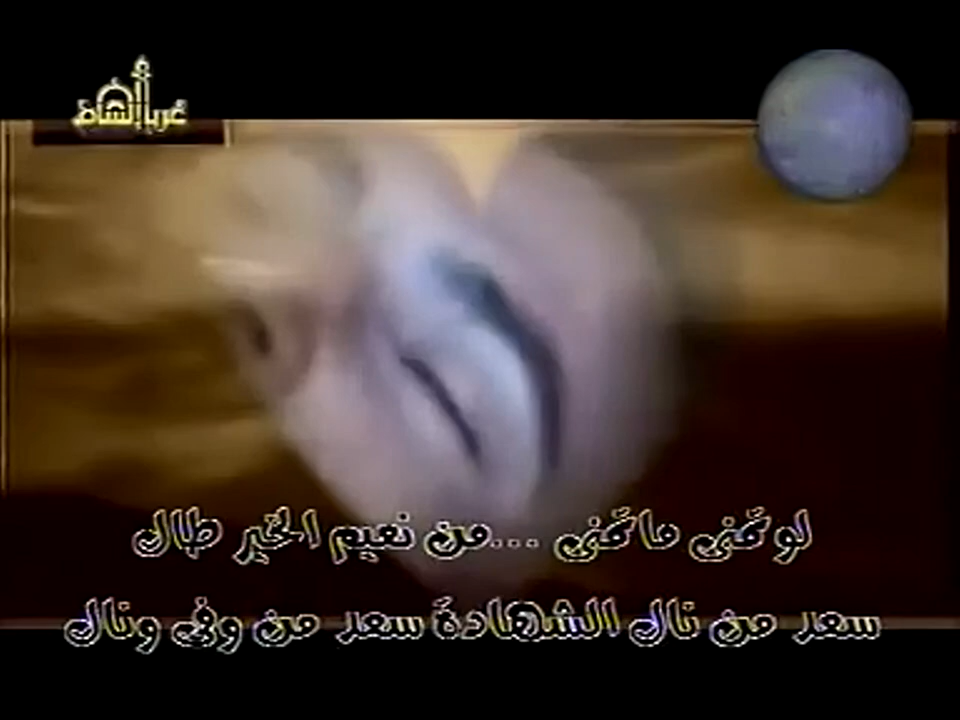 غرباء الشام
لو تمنى ما تمنى ...من نعيم الخير طال
سعد من نال الشهادة سعد من وفى ونال